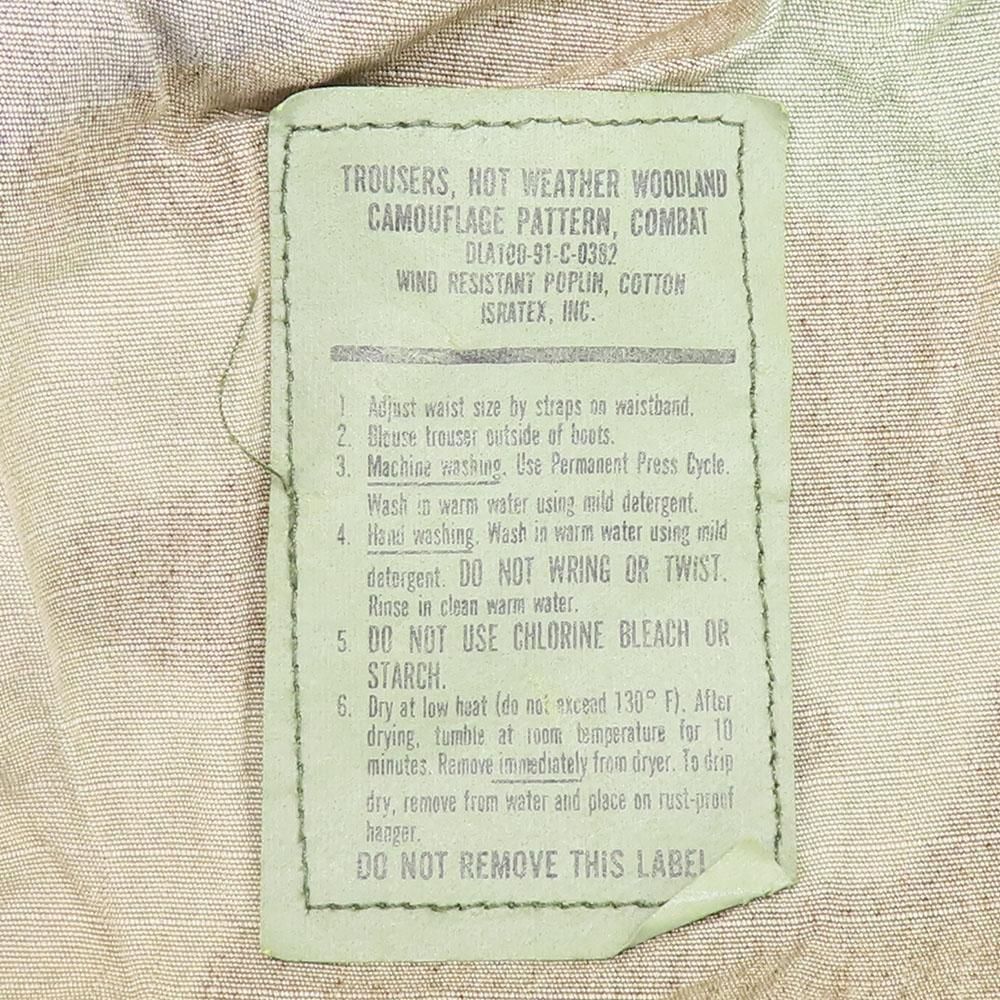 TROUSERS, HOT WEATHER WOODLAND
CAMOUFLAGE PATTERN, COMBAT
DLA100-91-C-0382
WIND RESISTANT POPLIN, COTTON
ISRATEX, INC.
1. Adjust waist size by straps on waistband.
2. Blouse trouser outside of boots.
3. Machine washing. Use Permanent Press Cycle.
Wash in warm water using mild detergent.
4. Hand washing. Wash in warm water using mild
detergent. DO NOT WRING OR TWIST.
Rinse in clean warm water.
5. DO NOT USE CHLORINE BLEACH OR
STARCH.
6. Dry at low heat (do not exceed 130° F). After
drying, tumble at room temperature for 10
minutes. Remove immediately from dryer. To drip
dry, remove from water and place on rust-proof
hanger.
DO NOT REMOVE THIS LABEL